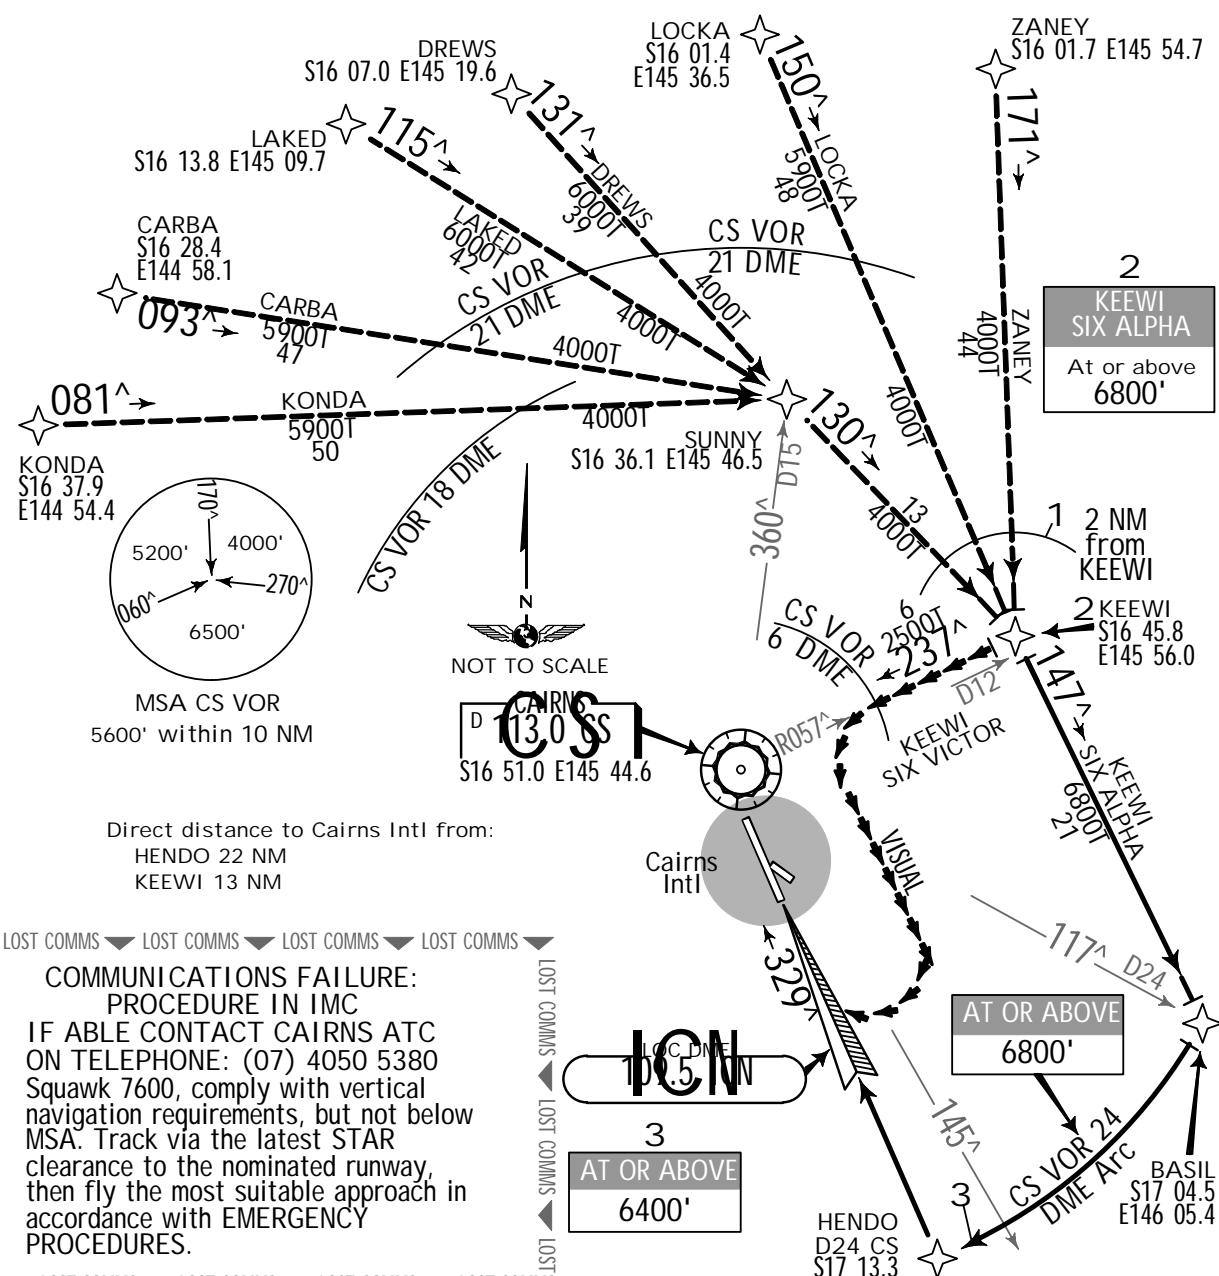 LOCKA
S16 01.4
E145 36.5
ZANEY
S16 01.7 E145 54.7
DREWS
S16 07.0 E145 19.6
LAKED
S16 13.8 E145 09.7
CARBA
S16 28.4
E144 58.1
KONDA
S16 37.9
E144 54.4
115^
LAKED
6000T
42
4000T
131^
DREWS
6000T
39
4000T
150^
LOCKA
5900T
48
4000T
171^
ZANEY
4000T
44
093^
CARBA
5900T
47
4000T
081^
KONDA
5900T
50
4000T
CS VOR
21 DME
CS VOR
21 DME
CS VOR 18 DME
2
KEEWI
SIX ALPHA
At or above
6800'
SUNNY
S16 36.1 E145 46.5
130^
13
4000T
D15
360^
1
2 NM
from
KEEWI
2
KEEWI
S16 45.8
E145 56.0
170^
5200'
4000'
060^
270^
6500'
MSA CS VOR
5600' within 10 NM
N
NOT TO SCALE
CAIRNS
D
113.0 CS
CS
S16 51.0 E145 44.6
CS VOR
6 DME
6
2500T
237^
D12
R057^
KEEWI
SIX VICTOR
147^
KEEWI
SIX ALPHA
6800T
21
VISUAL
Cairns
Intl
Direct distance to Cairns Intl from:
HENDO 22 NM
KEEWI 13 NM
LOST COMMS LOST COMMS LOST COMMS LOST COMMS
COMMUNICATIONS FAILURE:
PROCEDURE IN IMC
IF ABLE CONTACT CAIRNS ATC
ON TELEPHONE: (07) 4050 5380
Squawk 7600, comply with vertical
navigation requirements, but not below
MSA. Track via the latest STAR
clearance to the nominated runway,
then fly the most suitable approach in
accordance with EMERGENCY
PROCEDURES.
LOST COMMS LOST COMMS LOST
329^
LOC DME
109.5 ICN
ICN
3
AT OR ABOVE
6400'
117^
D24
AT OR ABOVE
6800'
145^
CS VOR 24
DME Arc
3
BASIL
S17 04.5
E146 05.4
HENDO
D24 CS
S17 13.3